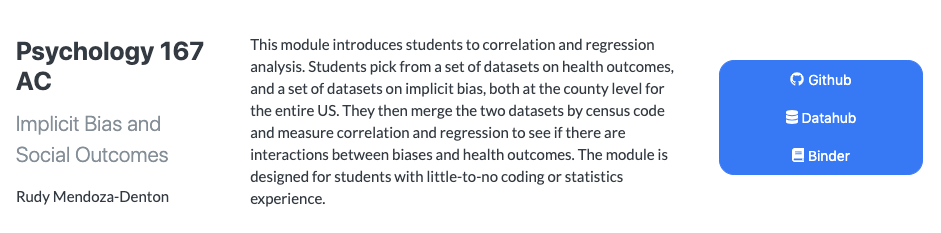 Psychology 167
AC
Implicit Bias and
Social Outcomes
Rudy Mendoza-Denton
This module introduces students to correlation and regression
analysis. Students pick from a set of datasets on health outcomes,
and a set of datasets on implicit bias, both at the county level for
the entire US. They then merge the two datasets by census code
and measure correlation and regression to see if there are
interactions between biases and health outcomes. The module is
designed for students with little-to-no coding or statistics
experience.
Github
Datahub
Binder